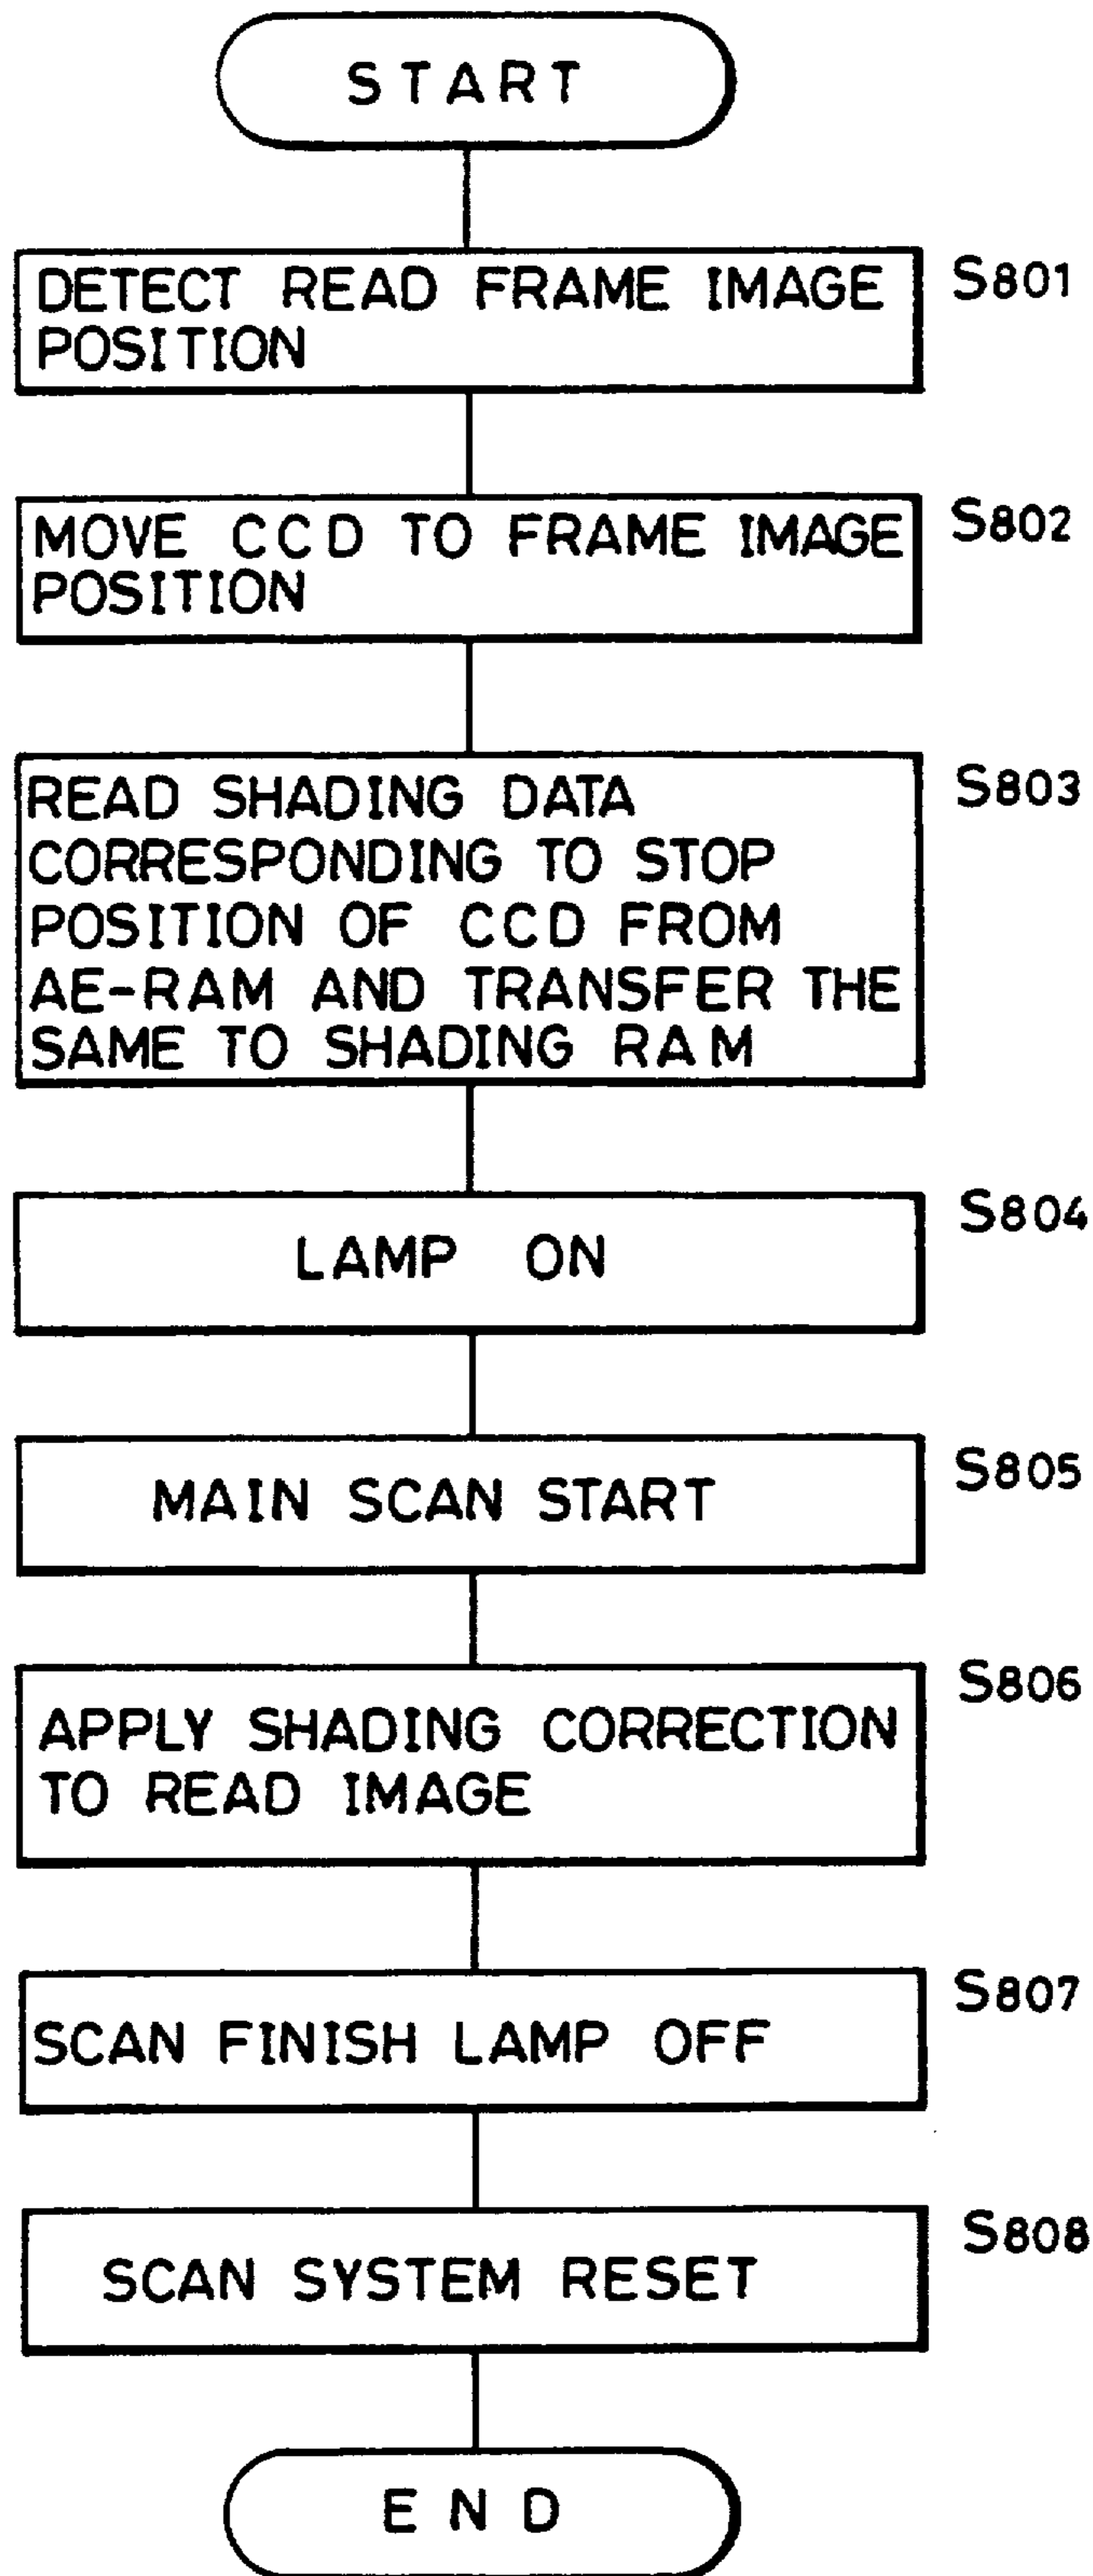 START
DETECT READ FRAME IMAGE
POSITION
S801
MOVE CCD TO FRAME IMAGE
POSITION
S802
READ SHADING DATA
CORRESPONDING TO STOP
POSITION OF CCD FROM
AE-RAM AND TRANSFER THE
SAME TO SHADING RAM
S803
LAMP ON
S804
MAIN SCAN START
S805
APPLY SHADING CORRECTION
TO READ IMAGE
S806
SCAN FINISH LAMP OFF
S807
SCAN SYSTEM RESET
S808
END